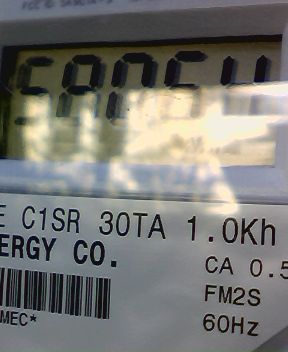 58054
E C1SR 30TA 1.0Kh
ERGY CO.
CA 0.5
FM2S
MEC*
60Hz